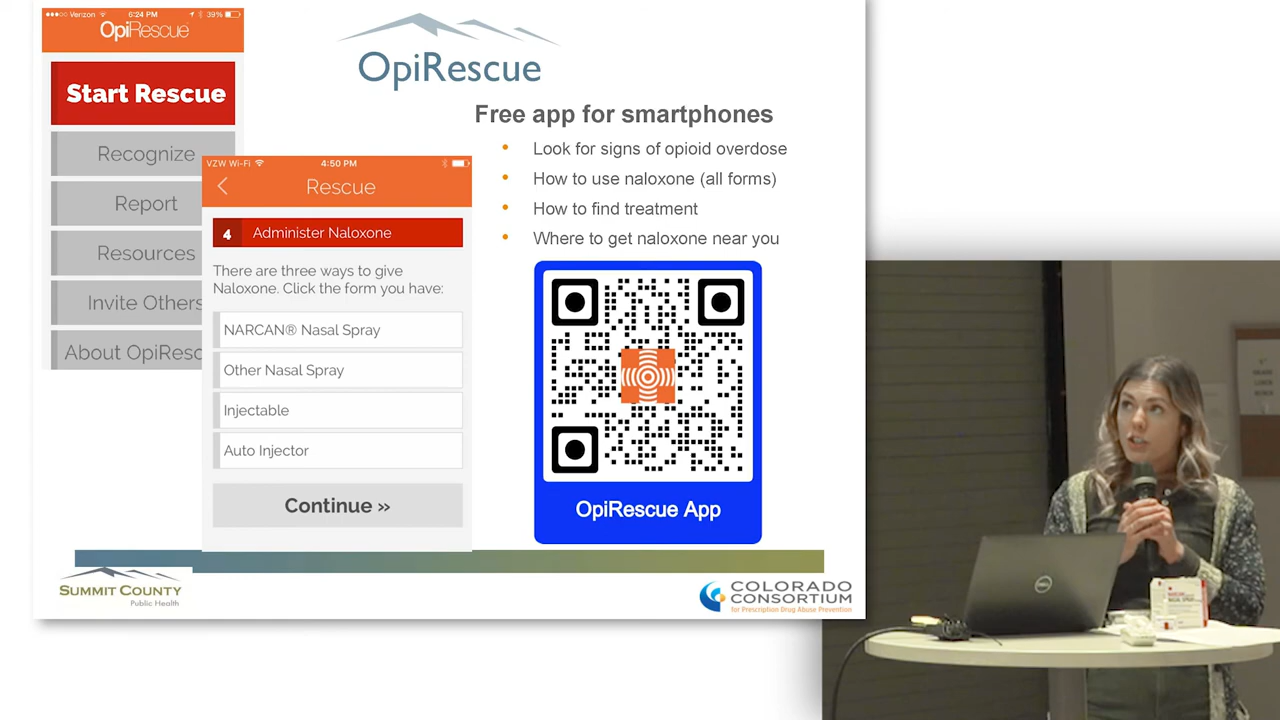 Verizon 6:24 PM 39%
OpiRescue
Start Rescue
Recognize
Report
Resources
Invite Others
About OpiResc
VZW Wi-Fi 4:50 PM
Rescue
4 Administer Naloxone
There are three ways to give
Naloxone. Click the form you have:
NARCAN® Nasal Spray
Other Nasal Spray
Injectable
Auto Injector
Continue »
OpiRescue
Free app for smartphones
• Look for signs of opioid overdose
• How to use naloxone (all forms)
• How to find treatment
• Where to get naloxone near you
OpiRescue App
SUMMIT COUNTY
Public Health
COLORADO
CONSORTIUM
for Prescription Drug Abuse Prevention
DELL
NARCAN
NASAL SPRAY